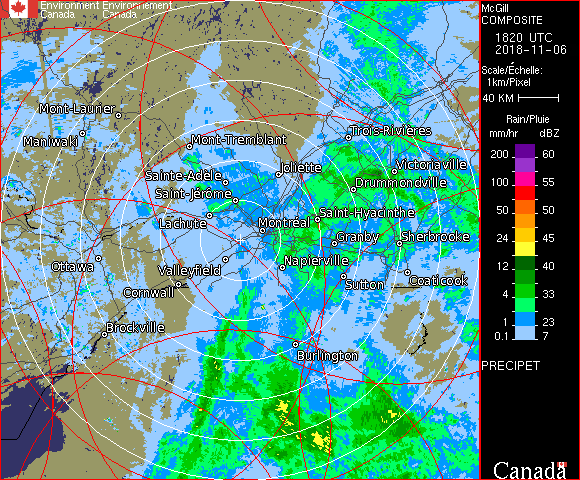 Environment Environnement
Canada Canada
McGill
COMPOSITE
1820 UTC
2018-11-06
Scale/Échelle:
1km/Pixel
40 KM
Rain/Pluie
mm/hr dBZ
200 60
100 55
50 50
24 45
12 40
4 33
1 23
0.1 7
PRECIPET
Canada
Mont-Laurier
Maniwaki
Mont-Tremblant
Trois-Rivières
Sainte-Adèle
Joliette
Victoriaville
Saint-Jérôme
Drummondville
Lachute
Saint-Hyacinthe
Montréal
Granby
Sherbrooke
Ottawa
Valleyfield
Napierville
Sutton
Coaticook
Cornwall
Brockville
Burlington